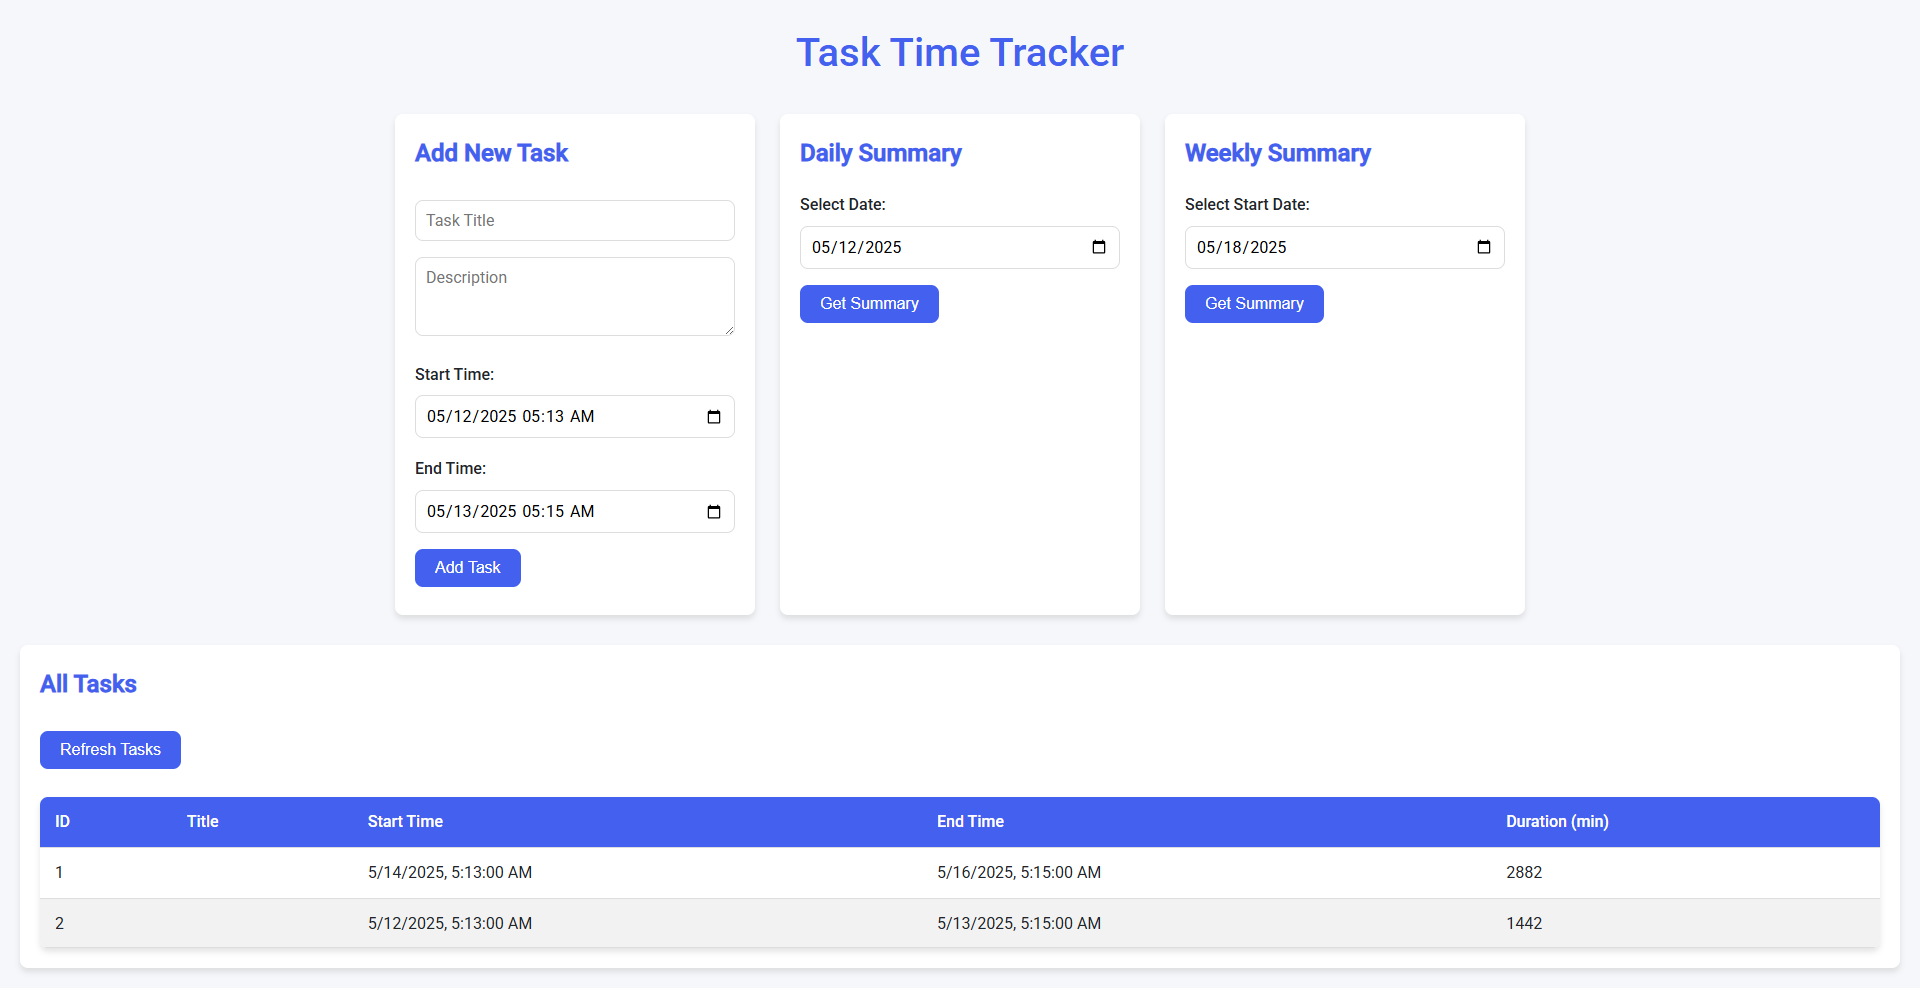 Task Time Tracker
Add New Task
Task Title
Description
Start Time:
05/12/2025 05:13 AM
End Time:
05/13/2025 05:15 AM
Add Task
Daily Summary
Select Date:
05/12/2025
Get Summary
Weekly Summary
Select Start Date:
05/18/2025
Get Summary
All Tasks
Refresh Tasks
ID Title Start Time End Time Duration (min)
1 5/14/2025, 5:13:00 AM 5/16/2025, 5:15:00 AM 2882
2 5/12/2025, 5:13:00 AM 5/13/2025, 5:15:00 AM 1442